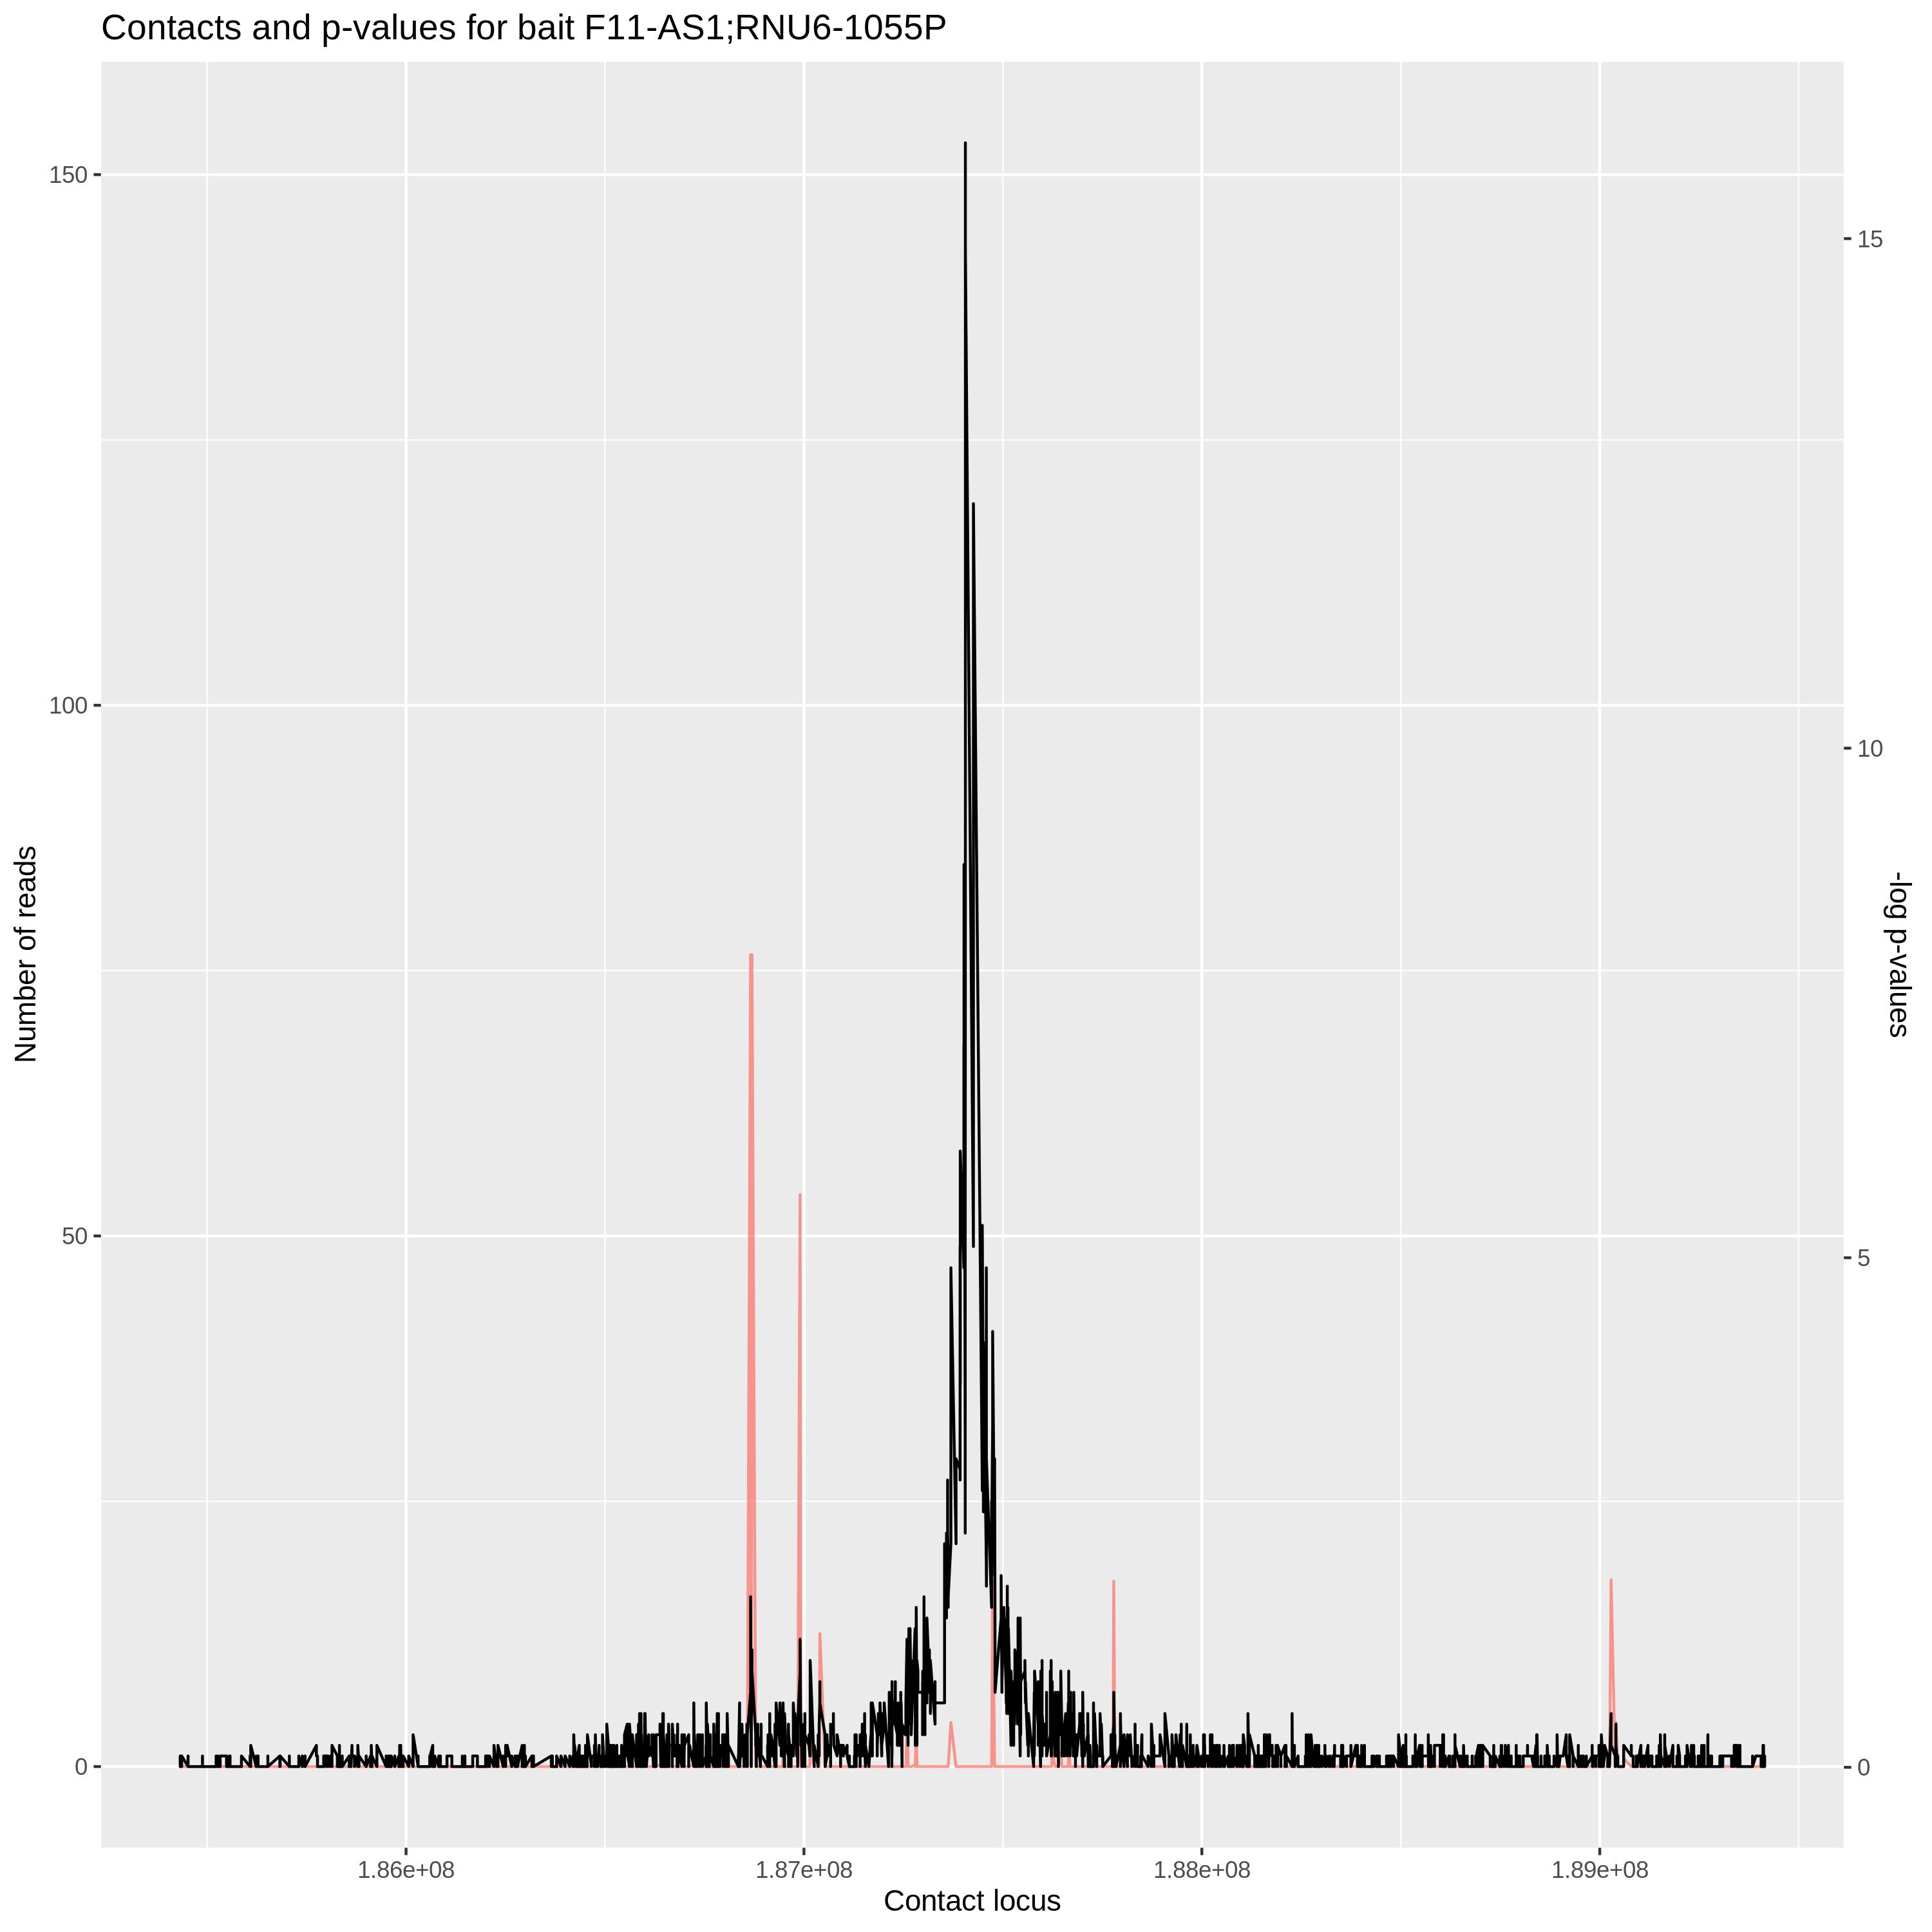 Contacts and p-values for bait F11-AS1;RNU6-1055P
150
100
50
0
Number of reads
15
10
5
0
-log p-values
1.86e+08
1.87e+08
1.88e+08
1.89e+08
Contact locus